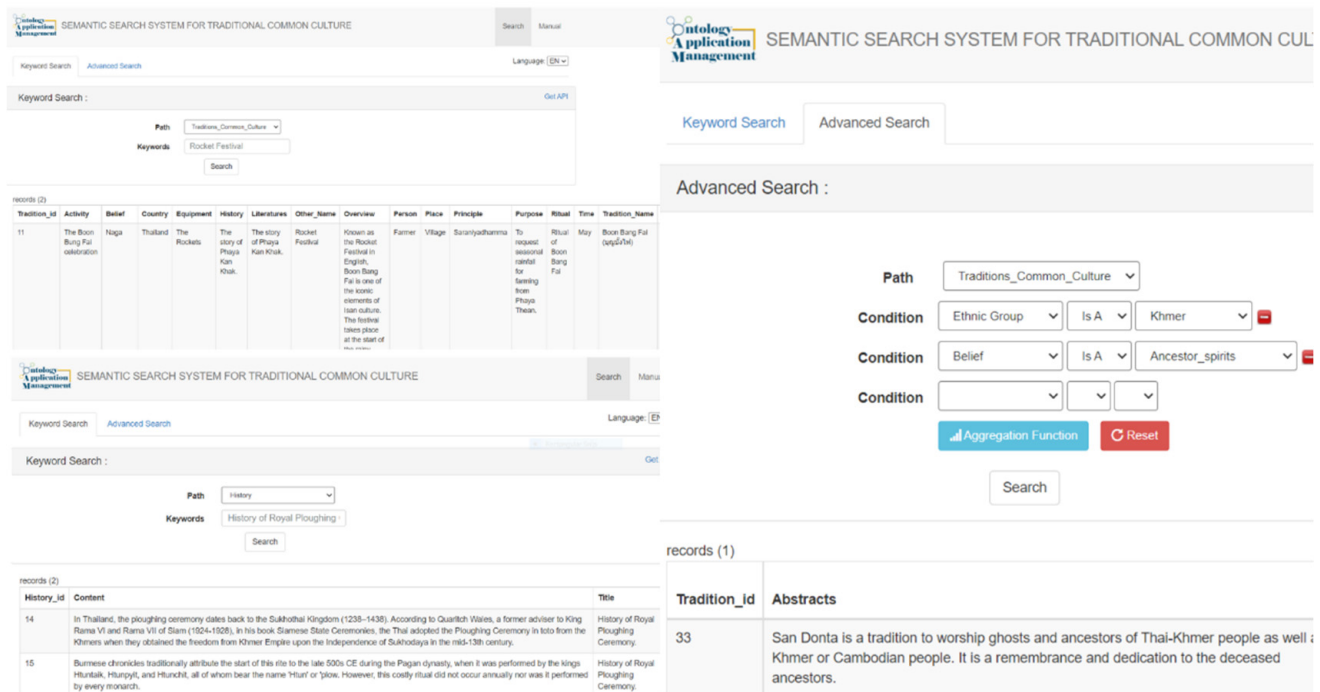 Ontology
Application
Management
SEMANTIC SEARCH SYSTEM FOR TRADITIONAL COMMON CULTURE
Search Manual
Keyword Search Advanced Search
Language: EN
Keyword Search : Get API
Path Traditions_Common_Culture
Keywords Rocket Festival
Search
records (2)
Tradition_id Activity Belief Country Equipment History Literatures Other_Name Overview Person Place Principle Purpose Ritual Time Tradition_Name
11 The Boon Naga Thailand The The The story Rocket Known as Farmer Village Saraniyadhamma To Ritual May Boon Bang Fai
Bung Fai Rockets story of of Phaya Festival the Rocket request of (บุญบั้งไฟ)
celebration Phaya Kan Khak. Festival in seasonal Boon
Kan English, rainfall Bang
Khak. Boon Bang for Fai
Fai is one of farming
the iconic from
elements of Phaya
Isan culture. Thean.
The festival
takes place
at the start of
Ontology
Application
Management
SEMANTIC SEARCH SYSTEM FOR TRADITIONAL COMMON CULTURE
Search Manua
Keyword Search Advanced Search
Language: EN
Keyword Search : Get
Path History
Keywords History of Royal Ploughing
Search
records (2)
History_id Content Title
14 In Thailand, the ploughing ceremony dates back to the Sukhothai Kingdom (1238–1438). According to Quaritch Wales, a former adviser to King History of Royal
Rama VI and Rama VII of Siam (1924-1928), in his book Siamese State Ceremonies, the Thai adopted the Ploughing Ceremony in toto from the Ploughing
Khmers when they obtained the freedom from Khmer Empire upon the Independence of Sukhodaya in the mid-13th century. Ceremony.
15 Burmese chronicles traditionally attribute the start of this rite to the late 500s CE during the Pagan dynasty, when it was performed by the kings History of Royal
Htuntaik, Htunpyit, and Htunchit, all of whom bear the name 'Htun' or 'plow. However, this costly ritual did not occur annually nor was it performed Ploughing
by every monarch. Ceremony.
Ontology
Application
Management
SEMANTIC SEARCH SYSTEM FOR TRADITIONAL COMMON CUL
Keyword Search Advanced Search
Advanced Search :
Path Traditions_Common_Culture
Condition Ethnic Group Is A Khmer
Condition Belief Is A Ancestor_spirits
Condition
Aggregation Function Reset
Search
records (1)
Tradition_id Abstracts
33 San Donta is a tradition to worship ghosts and ancestors of Thai-Khmer people as well
Khmer or Cambodian people. It is a remembrance and dedication to the deceased
ancestors.